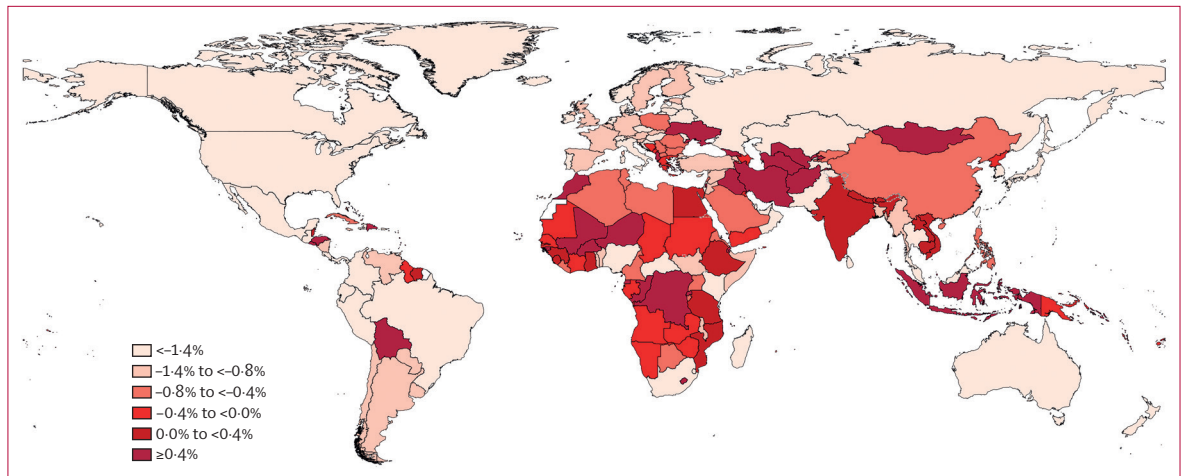 <–1·4%
–1·4% to <–0·8%
–0·8% to <–0·4%
–0·4% to <0·0%
0·0% to <0·4%
≥0·4%